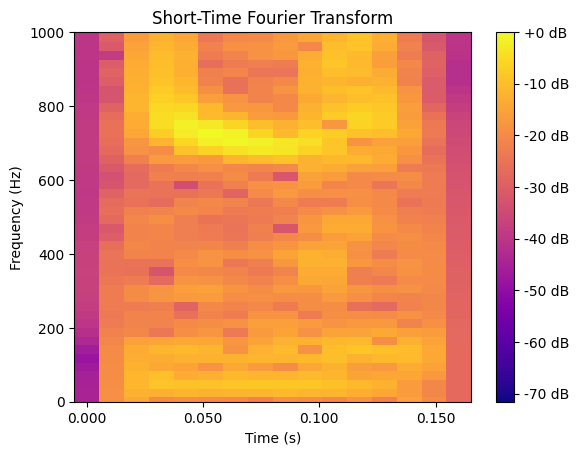 Short-Time Fourier Transform
1000
800
600
400
200
0
Frequency (Hz)
0.000
0.050
0.100
0.150
Time (s)
+0 dB
-10 dB
-20 dB
-30 dB
-40 dB
-50 dB
-60 dB
-70 dB